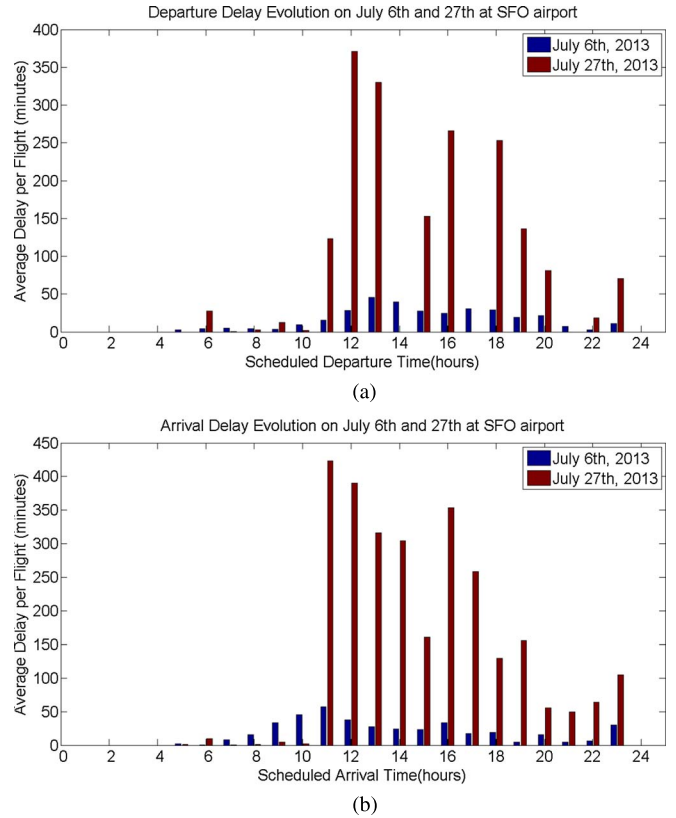 Departure Delay Evolution on July 6th and 27th at SFO airport
400
350
300
250
200
150
100
50
0
Average Delay per Flight (minutes)
July 6th, 2013
July 27th, 2013
0 2 4 6 8 10 12 14 16 18 20 22 24
Scheduled Departure Time(hours)
(a)
Arrival Delay Evolution on July 6th and 27th at SFO airport
450
400
350
300
250
200
150
100
50
0
Average Delay per Flight (minutes)
July 6th, 2013
July 27th, 2013
0 2 4 6 8 10 12 14 16 18 20 22 24
Scheduled Arrival Time(hours)
(b)